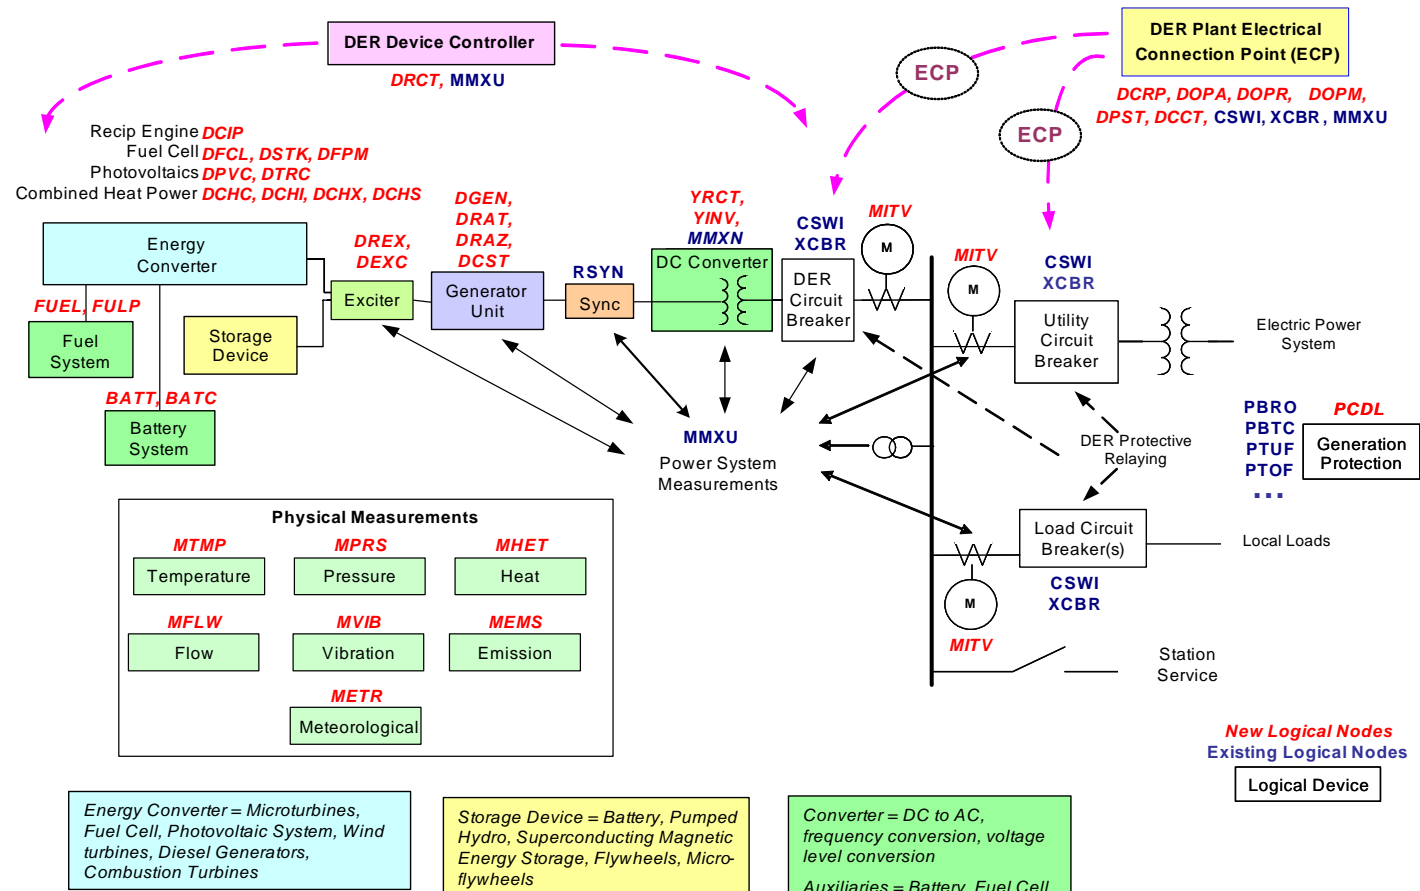 DER Device Controller
DRCT, MMXU
ECP
DER Plant Electrical
Connection Point (ECP)
DCRP, DOPA, DOPR, DOPM,
DPST, DCCT, CSWI, XCBR, MMXU
ECP
Recip Engine DCIP
Fuel Cell DFCL, DSTK, DFPM
Photovoltaics DPVC, DTRC
Combined Heat Power DCHC, DCHI, DCHX, DCHS
Energy
Converter
DREX,
DEXC
Exciter
DGEN,
DRAT,
DRAZ,
DCST
Generator
Unit
RSYN
Sync
YRCT,
YINV,
MMXN
DC Converter
CSWI
XCBR
DER
Circuit
Breaker
MITV
M
MITV
M
CSWI
XCBR
Utility
Circuit
Breaker
Electric Power
System
FUEL, FULP
Fuel
System
Storage
Device
BATT, BATC
Battery
System
MMXU
Power System
Measurements
DER Protective
Relaying
PBRO
PBTC
PTUF
PTOF
...
PCDL
Generation
Protection
Load Circuit
Breaker(s)
Local Loads
CSWI
XCBR
M
MITV
Station
Service
Physical Measurements
MTMP
Temperature
MPRS
Pressure
MHET
Heat
MFLW
Flow
MVIB
Vibration
MEMS
Emission
METR
Meteorological
New Logical Nodes
Existing Logical Nodes
Logical Device
Energy Converter = Microturbines,
Fuel Cell, Photovoltaic System, Wind
turbines, Diesel Generators,
Combustion Turbines
Storage Device = Battery, Pumped
Hydro, Superconducting Magnetic
Energy Storage, Flywheels, Micro-
flywheels
Converter = DC to AC,
frequency conversion, voltage
level conversion
Auxiliaries = Battery, Fuel Cell